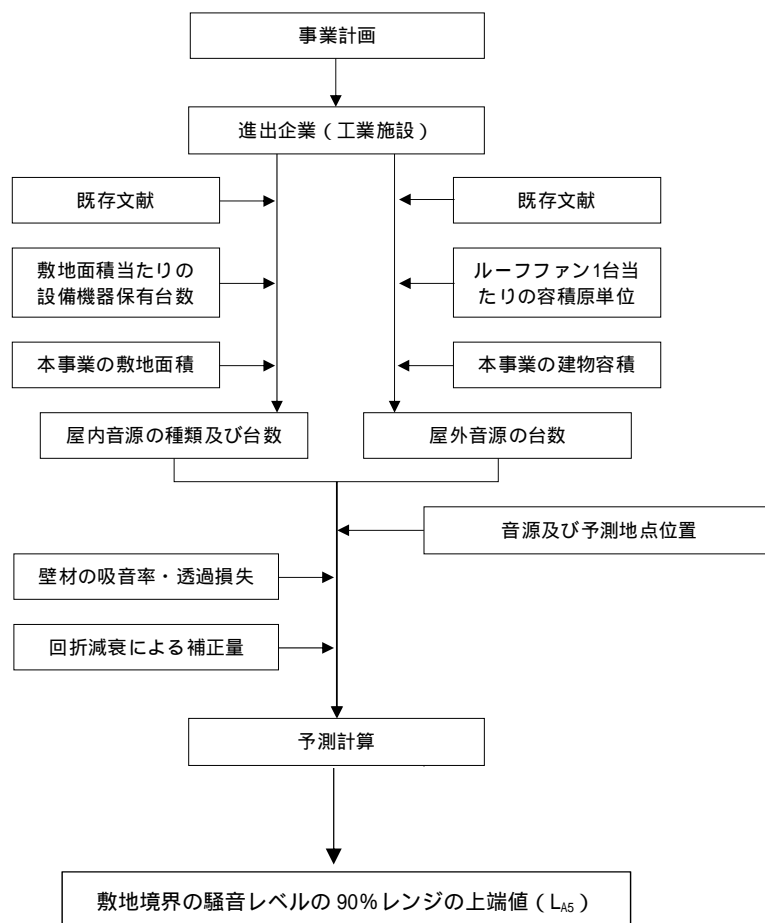 事業計画
進出企業（工業施設）
既存文献
既存文献
敷地面積当たりの
設備機器保有台数
ルーフファン1台当
たりの容積原単位
本事業の敷地面積
本事業の建物容積
屋内音源の種類及び台数
屋外音源の台数
音源及び予測地点位置
壁材の吸音率・透過損失
回折減衰による補正量
予測計算
敷地境界の騒音レベルの 90%レンジの上端値（LA5）